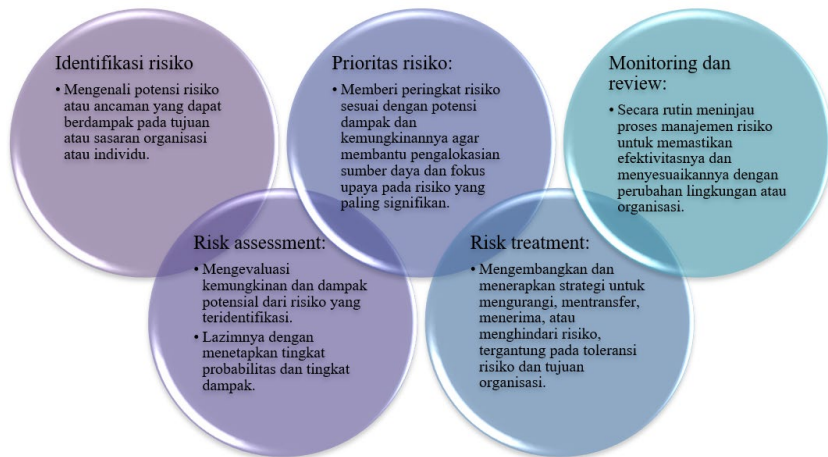 Identifikasi risiko
• Mengenali potensi risiko
atau ancaman yang dapat
berdampak pada tujuan
atau sasaran organisasi
atau individu.
Risk assessment:
• Mengevaluasi
kemungkinan dan dampak
potensial dari risiko yang
teridentifikasi.
• Lazimnya dengan
menetapkan tingkat
probabilitas dan tingkat
dampak.
Prioritas risiko:
• Memberi peringkat risiko
sesuai dengan potensi
dampak dan
kemungkinannya agar
membantu pengalokasian
sumber daya dan fokus
upaya pada risiko yang
paling signifikan.
Risk treatment:
• Mengembangkan dan
menerapkan strategi untuk
mengurangi, mentransfer,
menerima, atau
menghindari risiko,
tergantung pada toleransi
risiko dan tujuan
organisasi.
Monitoring dan
review:
• Secara rutin meninjau
proses manajemen risiko
untuk memastikan
efektivitasnya dan
menyesuaikannya dengan
perubahan lingkungan atau
organisasi.